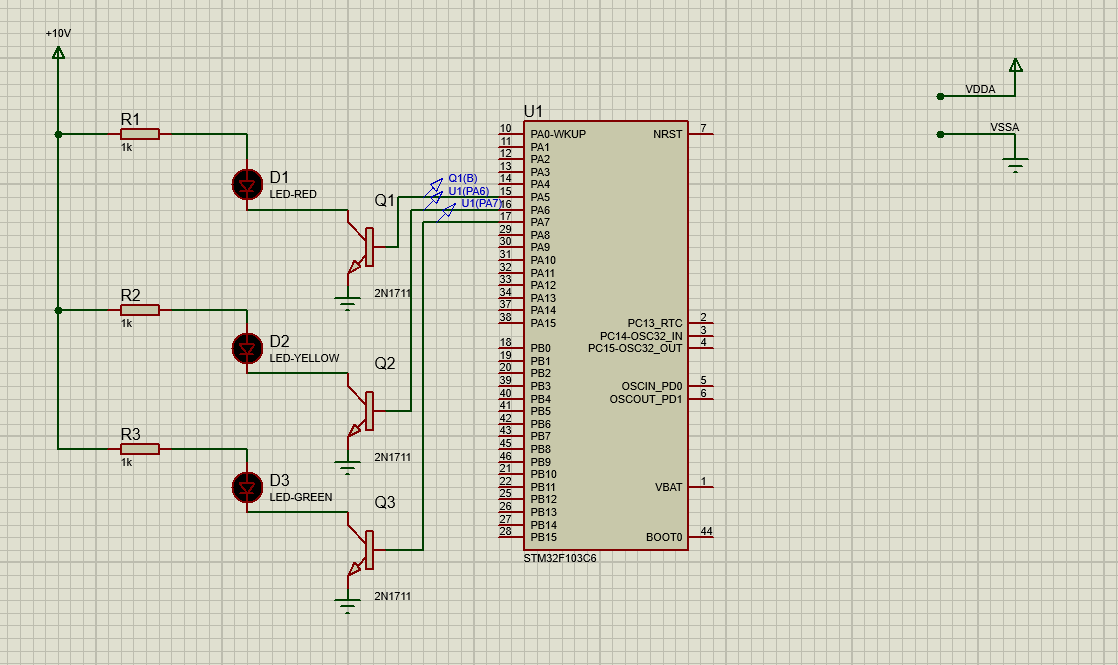 +10V
R1
1k
D1
LED-RED
Q1
2N1711
R2
1k
D2
LED-YELLOW
Q2
2N1711
R3
1k
D3
LED-GREEN
Q3
2N1711
Q1(B)
U1(PA6)
U1(PA7)
U1
10 PA0-WKUP
11 PA1
12 PA2
13 PA3
14 PA4
15 PA5
16 PA6
17 PA7
29 PA8
30 PA9
31 PA10
32 PA11
33 PA12
34 PA13
37 PA14
38 PA15
18 PB0
19 PB1
20 PB2
39 PB3
40 PB4
41 PB5
42 PB6
43 PB7
45 PB8
46 PB9
21 PB10
22 PB11
25 PB12
26 PB13
27 PB14
28 PB15
NRST 7
PC13_RTC 2
PC14-OSC32_IN 3
PC15-OSC32_OUT 4
OSCIN_PD0 5
OSCOUT_PD1 6
VBAT 1
BOOT0 44
STM32F103C6
VDDA
VSSA